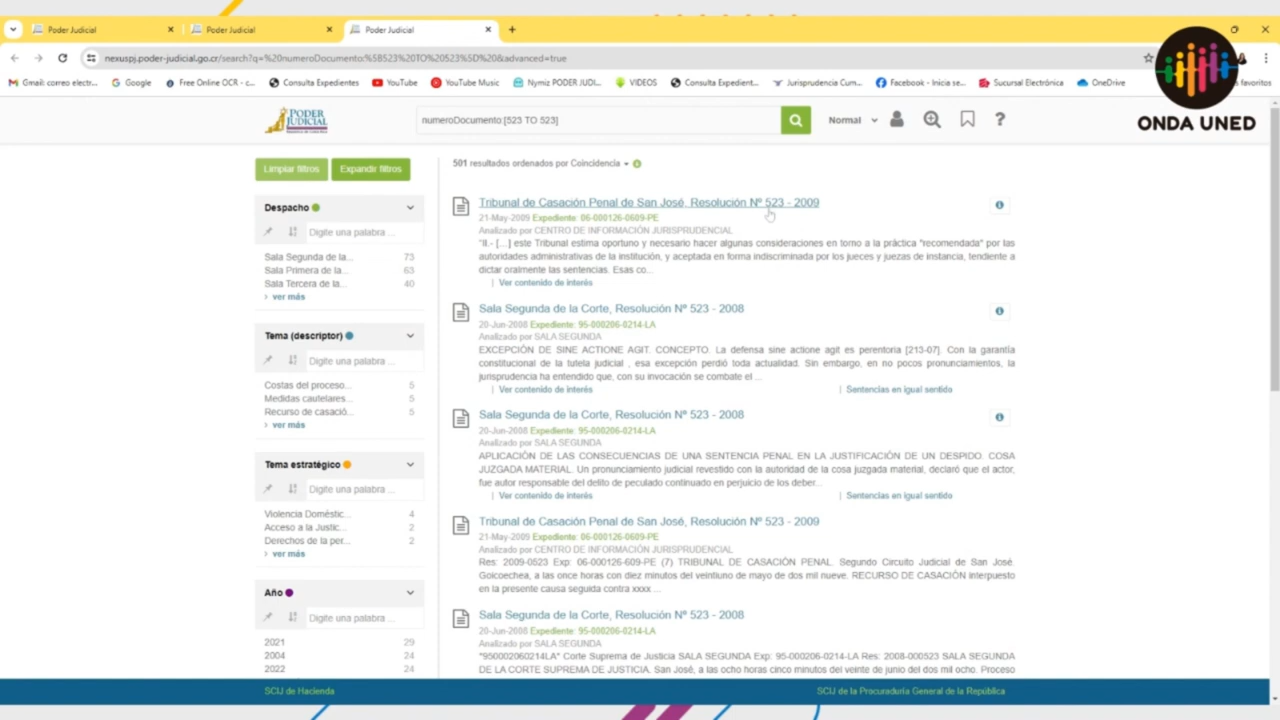 Poder Judicial
Poder Judicial
Poder Judicial
nexuspj.poder-judicial.go.cr/search?q=%20numeroDocumento:%5B523%20TO%20523%5D%20&advanced=true
Gmail: correo electr...
Google
Free Online OCR - c...
Consulta Expedientes
YouTube
YouTube Music
Nymiz PODER JUDI...
VIDEOS
Consulta Expedient...
Jurisprudencia Cum...
Facebook - Inicia se...
Sucursal Electrónica
OneDrive
favoritos
ONDA UNED
PODER JUDICIAL
numeroDocumento:[523 TO 523]
Normal
?
Limpiar filtros
Expandir filtros
501 resultados ordenados por Coincidencia
Despacho
Digite una palabra ...
Sala Segunda de la... 73
Sala Primera de la... 63
Sala Tercera de la... 40
› ver más
Tema (descriptor)
Digite una palabra ...
Costas del proceso... 5
Medidas cautelares... 5
Recurso de casació... 5
› ver más
Tema estratégico
Digite una palabra ...
Violencia Doméstic... 4
Acceso a la Justic... 2
Derechos de la per... 2
› ver más
Año
Digite una palabra ...
2021 29
2004 24
2022 24
Tribunal de Casación Penal de San José, Resolución Nº 523 - 2009
21-May-2009 Expediente: 06-000126-0609-PE
Analizado por CENTRO DE INFORMACIÓN JURISPRUDENCIAL
"II.- [...] este Tribunal estima oportuno y necesario hacer algunas consideraciones en torno a la práctica "recomendada" por las
autoridades administrativas de la institución, y aceptada en forma indiscriminada por los jueces y juezas de instancia, tendiente a
dictar oralmente las sentencias. Esas co...
| Ver contenido de interés
Sala Segunda de la Corte, Resolución Nº 523 - 2008
20-Jun-2008 Expediente: 95-000206-0214-LA
Analizado por SALA SEGUNDA
EXCEPCIÓN DE SINE ACTIONE AGIT. CONCEPTO. La defensa sine actione agit es perentoria [213-07]. Con la garantía
constitucional de la tutela judicial , esa excepción perdió toda actualidad. Sin embargo, en no pocos pronunciamientos, la
jurisprudencia ha entendido que, con su invocación se combate el ...
| Ver contenido de interés | Sentencias en igual sentido
Sala Segunda de la Corte, Resolución Nº 523 - 2008
20-Jun-2008 Expediente: 95-000206-0214-LA
Analizado por SALA SEGUNDA
APLICACIÓN DE LAS CONSECUENCIAS DE UNA SENTENCIA PENAL EN LA JUSTIFICACIÓN DE UN DESPIDO. COSA
JUZGADA MATERIAL. Un pronunciamiento judicial revestido con la autoridad de la cosa juzgada material, declaró que el actor,
fue autor responsable del delito de peculado continuado en perjuicio de los deber...
| Ver contenido de interés | Sentencias en igual sentido
Tribunal de Casación Penal de San José, Resolución Nº 523 - 2009
21-May-2009 Expediente: 06-000126-0609-PE
Analizado por CENTRO DE INFORMACIÓN JURISPRUDENCIAL
Res: 2009-0523 Exp: 06-000126-609-PE (7) TRIBUNAL DE CASACIÓN PENAL. Segundo Circuito Judicial de San José.
Goicoechea, a las once horas con diez minutos del veintiuno de mayo de dos mil nueve. RECURSO DE CASACIÓN interpuesto
en la presente causa seguida contra xxxx ...
Sala Segunda de la Corte, Resolución Nº 523 - 2008
20-Jun-2008 Expediente: 95-000206-0214-LA
Analizado por SALA SEGUNDA
*950002060214LA* Corte Suprema de Justicia SALA SEGUNDA Exp: 95-000206-0214-LA Res: 2008-000523 SALA SEGUNDA
DE LA CORTE SUPREMA DE JUSTICIA. San José, a las ocho horas cinco minutos del veinte de junio del dos mil ocho. Proceso
SCIJ de Hacienda
SCIJ de la Procuraduría General de la República